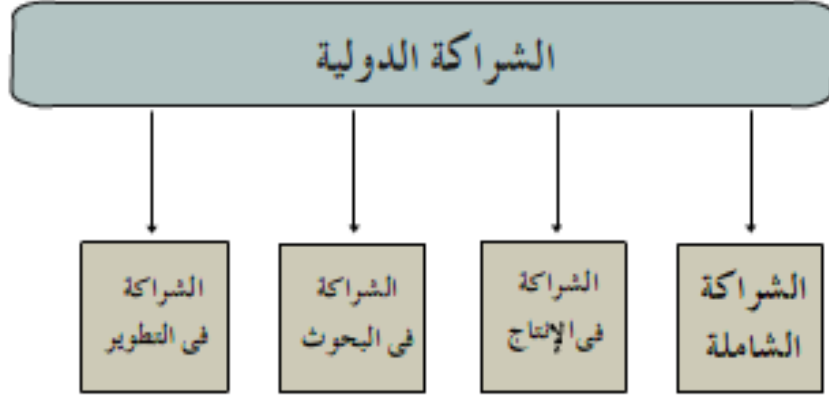 الشراكة الدولية
الشراكة
الشاملة
الشراكة
فى الإنتاج
الشراكة
فى البحوث
الشراكة
فى التطوير